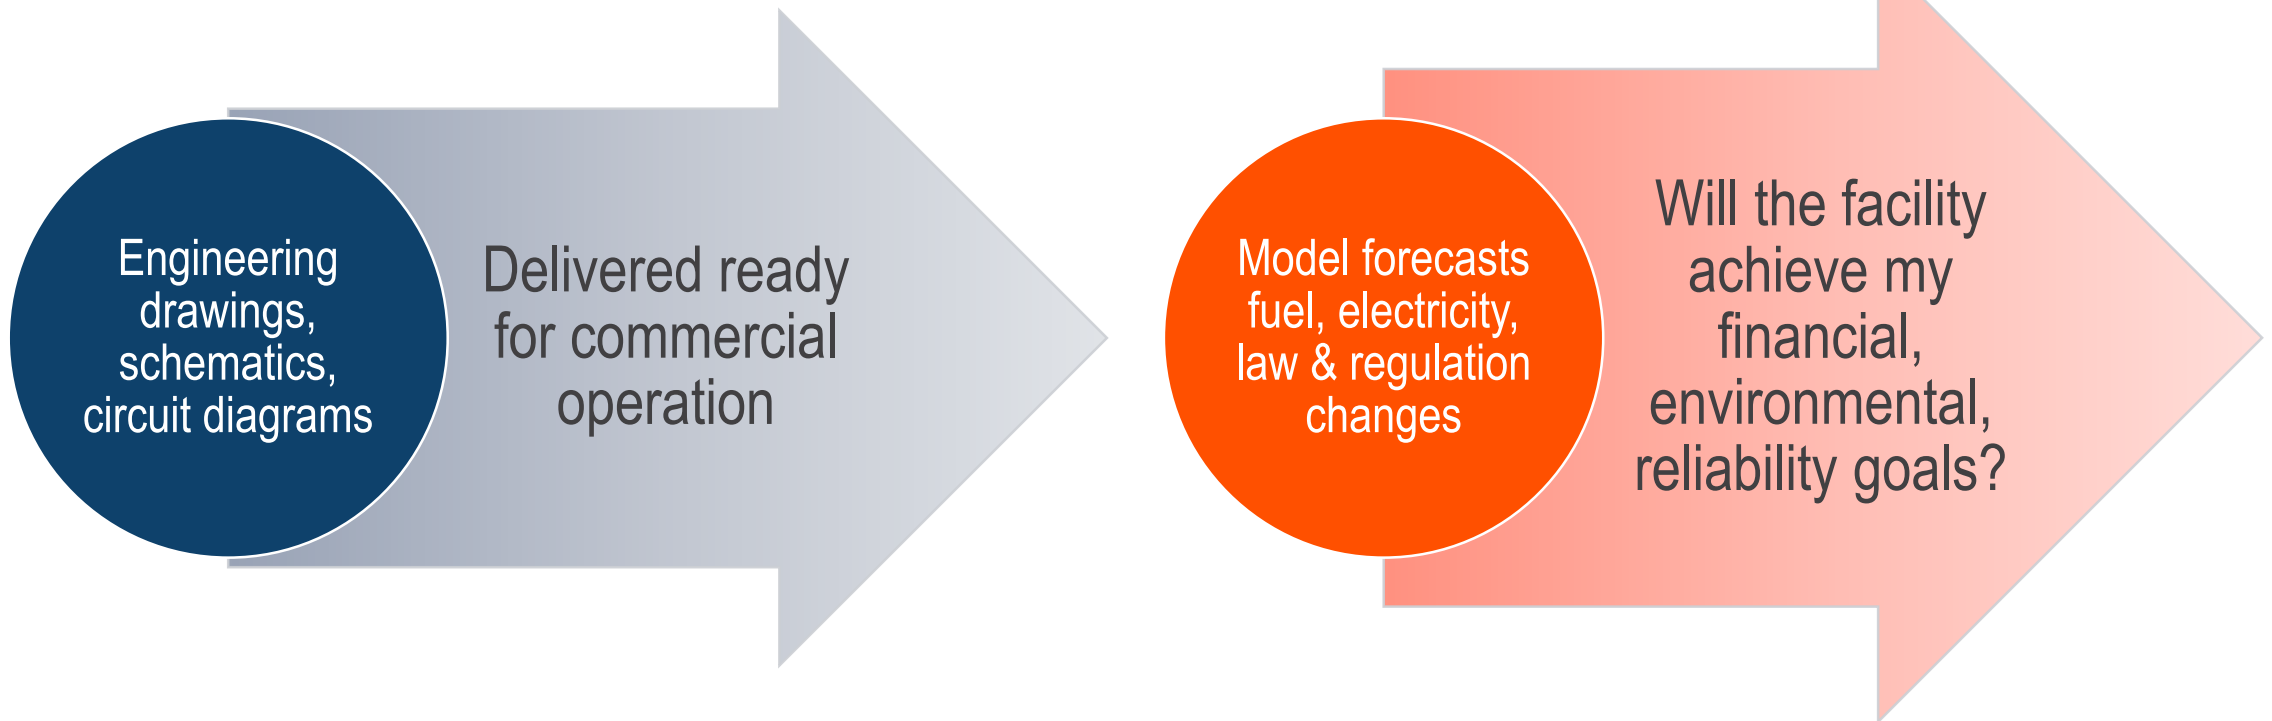 Engineering
drawings,
schematics,
circuit diagrams
Delivered ready
for commercial
operation
Model forecasts
fuel, electricity,
law & regulation
changes
Will the facility
achieve my
financial,
environmental,
reliability goals?